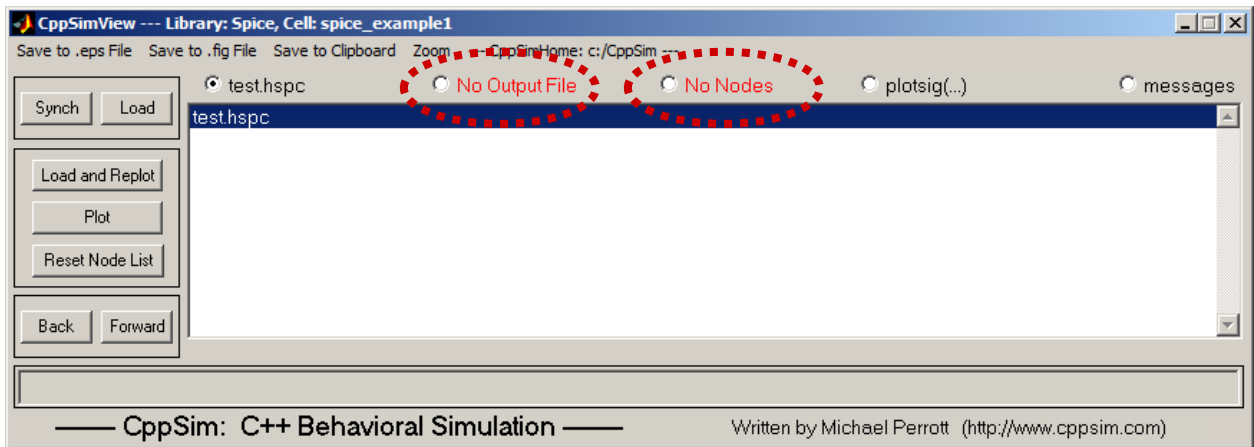 CppSimView --- Library: Spice, Cell: spice_example1
Save to .eps File Save to .fig File Save to Clipboard Zoom --- CppSimHome: c:/CppSim ---
test.hspc No Output File No Nodes plotsig(...) messages
Synch Load
test.hspc
Load and Replot
Plot
Reset Node List
Back Forward
CppSim: C++ Behavioral Simulation
Written by Michael Perrott (http://www.cppsim.com)